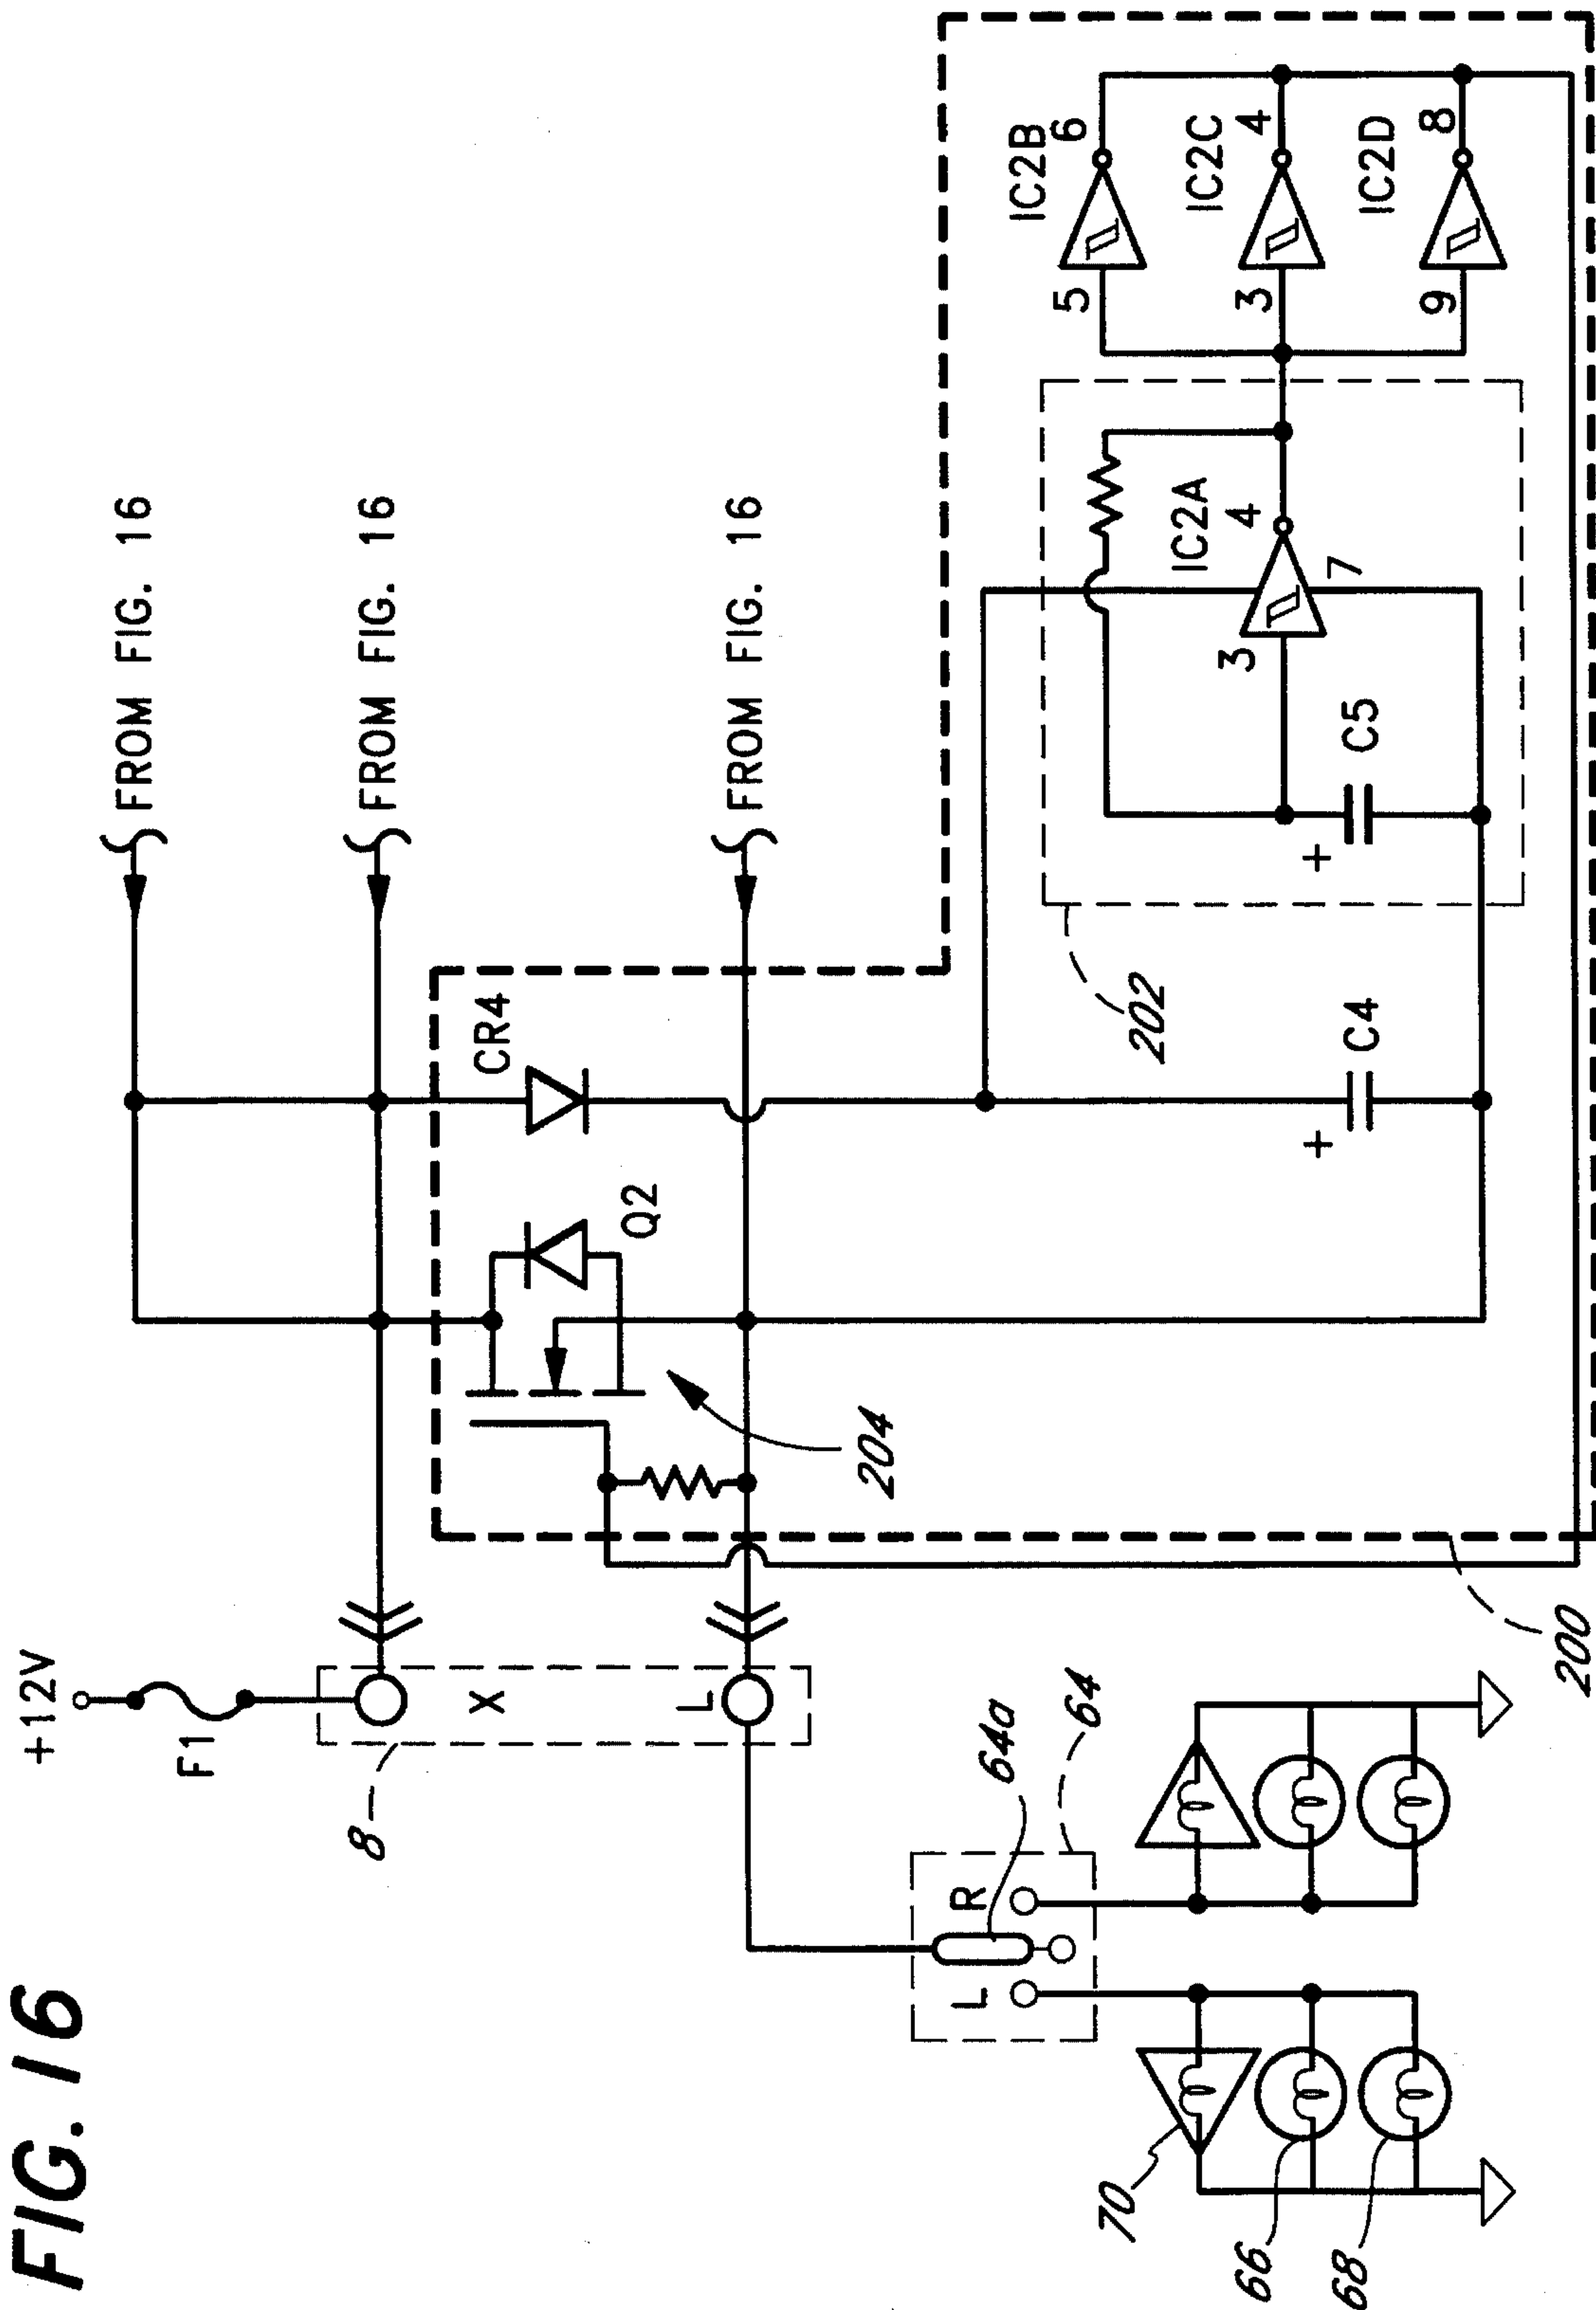 FIG. 16
+12V
F1
8
X
L
FROM FIG. 16
FROM FIG. 16
FROM FIG. 16
CR4
Q2
204
64a
64
L
R
70
66
68
200
202
C4
+
C5
+
IC2A
3
4
7
IC2B
5
6
IC2C
3
4
IC2D
9
8